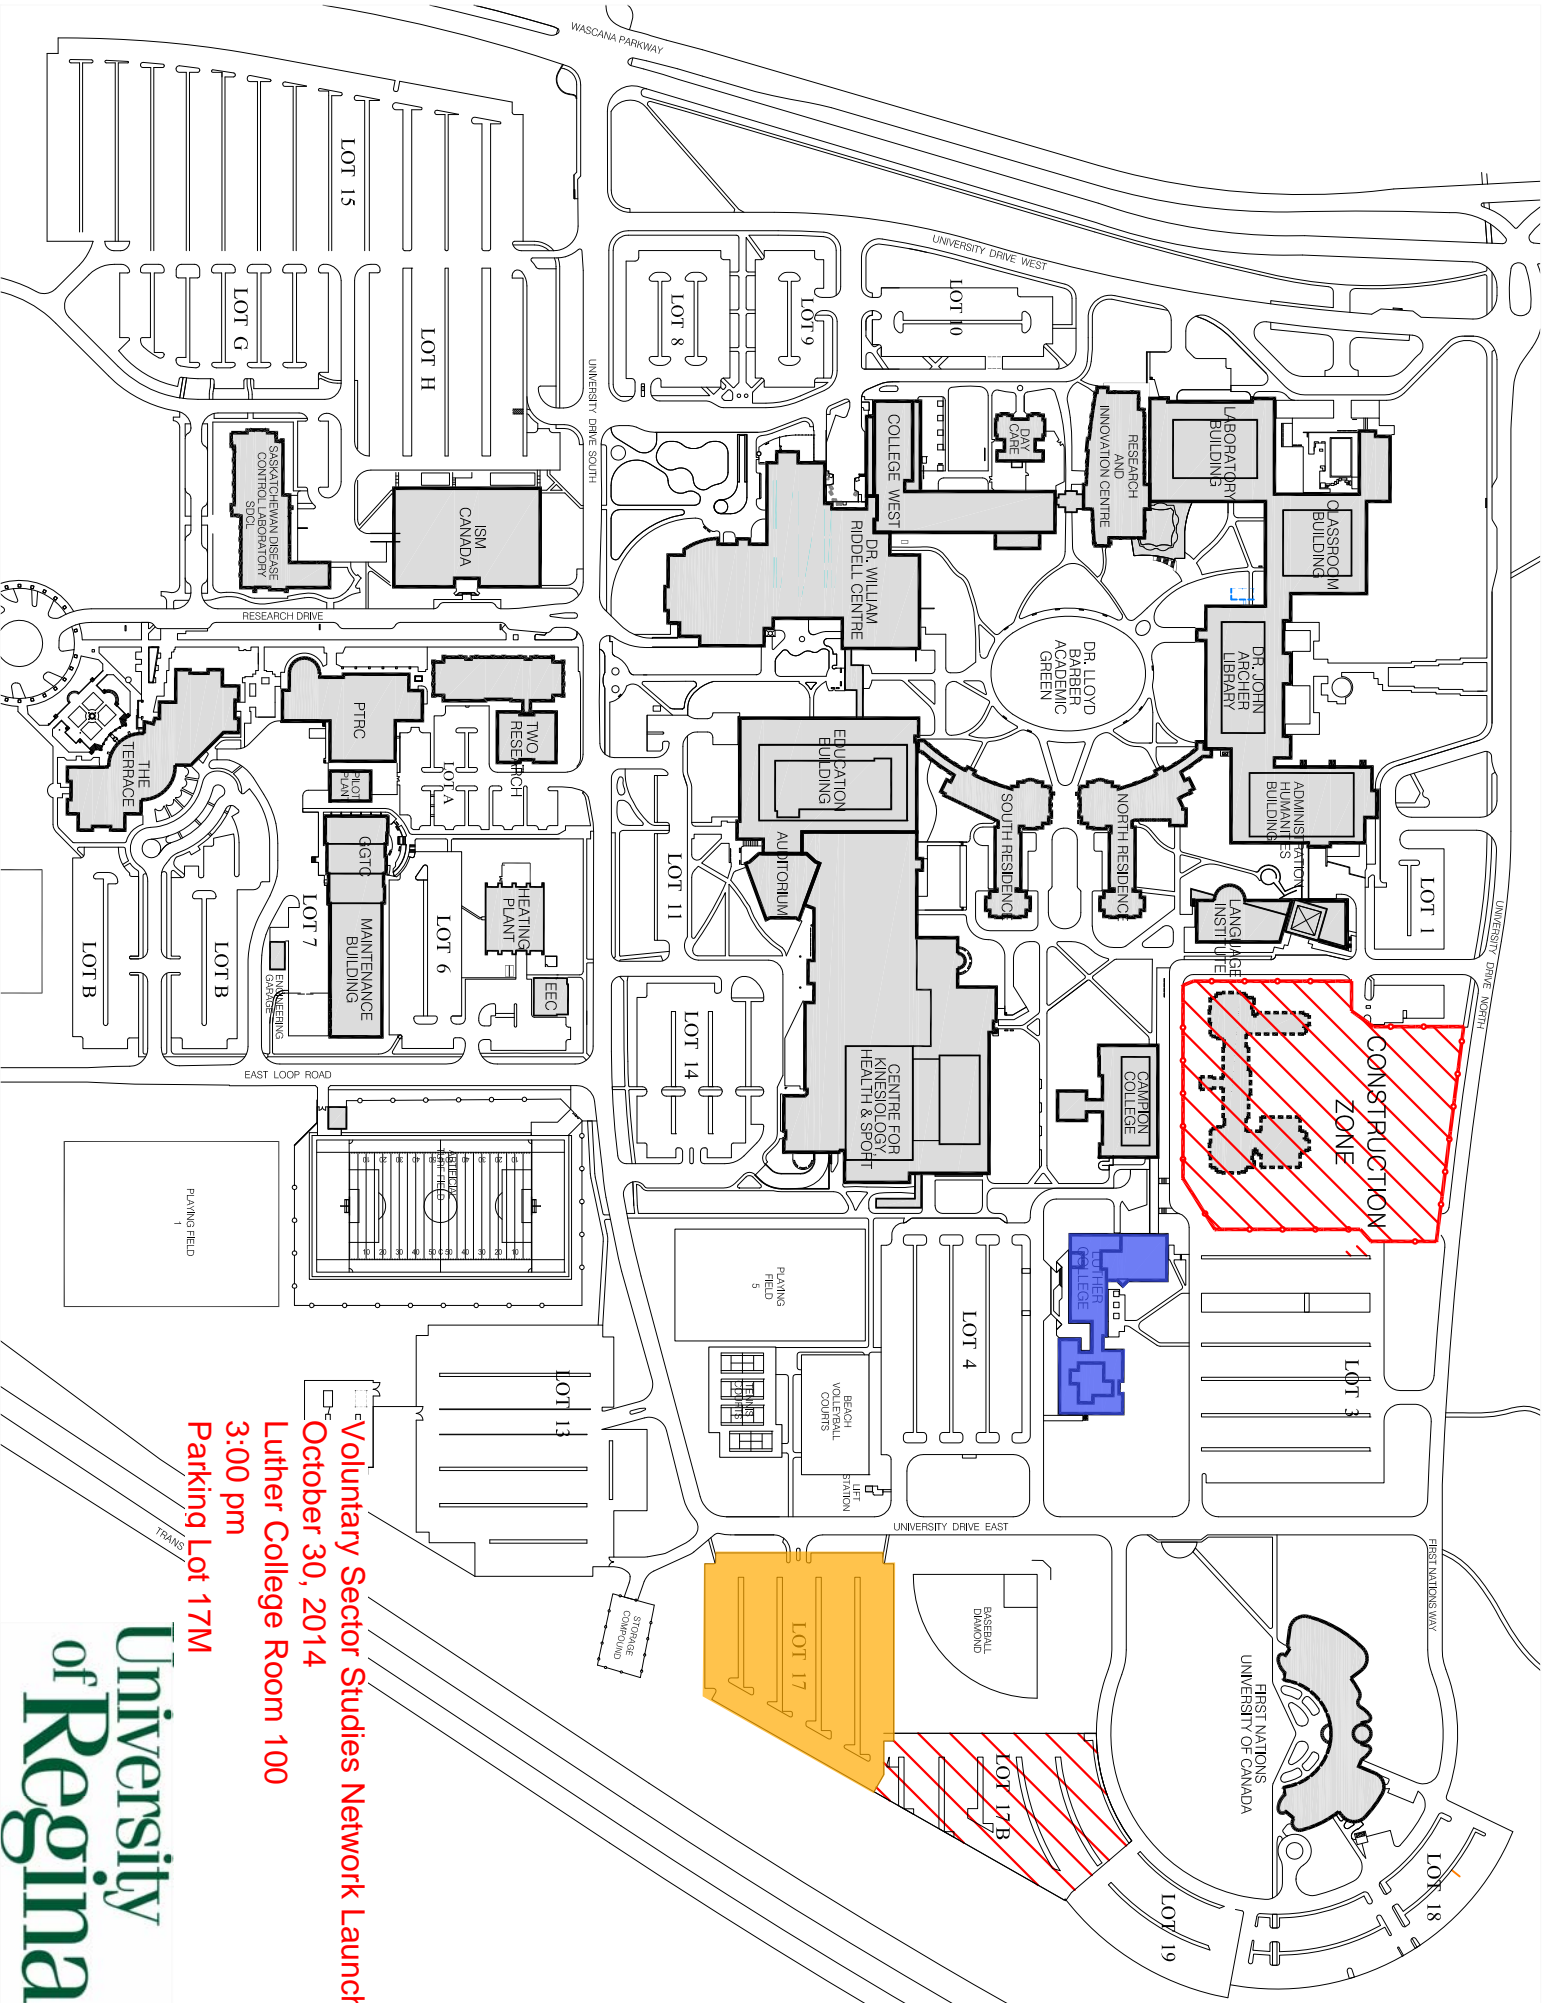 WASCANA PARKWAY
UNIVERSITY DRIVE WEST
UNIVERSITY DRIVE NORTH
UNIVERSITY DRIVE SOUTH
LOT 15
LOT G
LOT H
LOT 8
LOT 9
LOT 10
LABORATORY
BUILDING
CLASSROOM
BUILDING
RESEARCH
AND
INNOVATION CENTRE
DAY
CARE
COLLEGE WEST
DR. WILLIAM
RIDDELL CENTRE
ISM
CANADA
SASKATCHEWAN DISEASE
CONTROL LABORATORY
SDCL
RESEARCH DRIVE
DR. JOHN
ARCHER
LIBRARY
DR. LLOYD
BARBER
ACADEMIC
GREEN
ADMINISTRATION
HUMANITIES
BUILDING
NORTH RESIDENCE
SOUTH RESIDENCE
EDUCATION
BUILDING
AUDITORIUM
TWO
RESEARCH
PTRC
THE
TERRACE
PILOT
PLANT
LOT A
LOT 1
LANGUAGE
INSTITUTE
LOT 11
HEATING
PLANT
EEC
GGTC
MAINTENANCE
BUILDING
LOT 6
LOT 7
ENGINEERING
GARAGE
LOT B
LOT B
CONSTRUCTION
ZONE
CAMPION
COLLEGE
CENTRE FOR
KINESIOLOGY,
HEALTH & SPORT
LOT 14
EAST LOOP ROAD
ARTIFICIAL
TURF FIELD
PLAYING FIELD
1
PLAYING
FIELD
5
LUTHER
COLLEGE
LOT 3
LOT 4
BEACH
VOLLEYBALL
COURTS
TENNIS
COURTS
LIFT
STATION
LOT 13
UNIVERSITY DRIVE EAST
FIRST NATIONS WAY
BASEBALL
DIAMOND
STORAGE
COMPOUND
LOT 17
LOT 17B
FIRST NATIONS
UNIVERSITY OF CANADA
LOT 18
LOT 19
TRANS
Voluntary Sector Studies Network Launch
October 30, 2014
Luther College Room 100
3:00 pm
Parking Lot 17M
University
of Regina